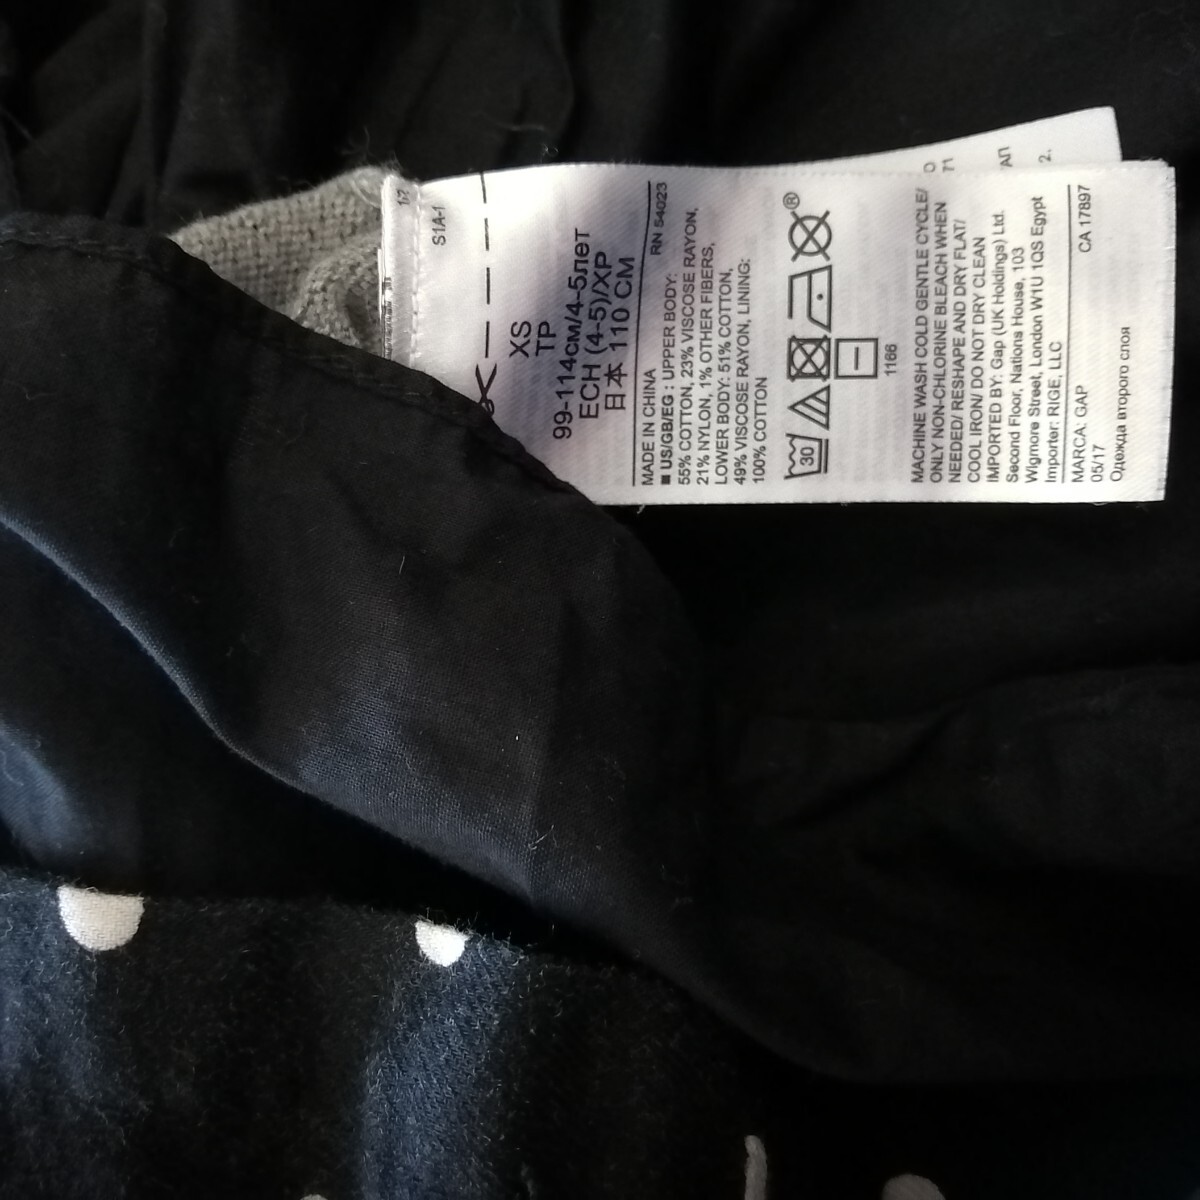 S1A-1
XS
TP
99-114см/4-5лет
ECH (4-5)/XP
日本 110 CM
RN 54023
MADE IN CHINA
■ US/GB/EG : UPPER BODY:
55% COTTON, 23% VISCOSE RAYON,
21% NYLON, 1% OTHER FIBERS,
LOWER BODY: 51% COTTON,
49% VISCOSE RAYON, LINING:
100% COTTON
30
®
1166
MACHINE WASH COLD GENTLE CYCLE/
ONLY NON-CHLORINE BLEACH WHEN
NEEDED/ RESHAPE AND DRY FLAT/
COOL IRON/ DO NOT DRY CLEAN
IMPORTED BY: Gap (UK Holdings) Ltd.
Second Floor, Nations House, 103
Wigmore Street, London W1U 1QS Egypt
Importer: RIGE, LLC
CA 17897
MARCA: GAP
05/17
Одежда второго слоя
2.